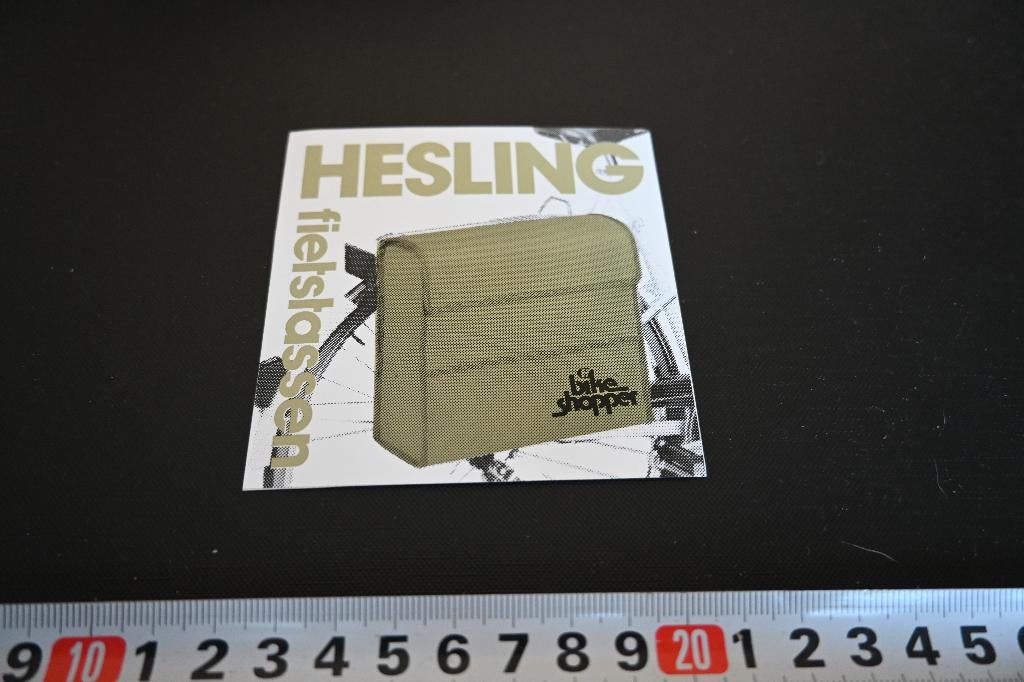 HESLING
fietstassen
bike
shopper
9 10 1 2 3 4 5 6 7 8 9 20 1 2 3 4 5